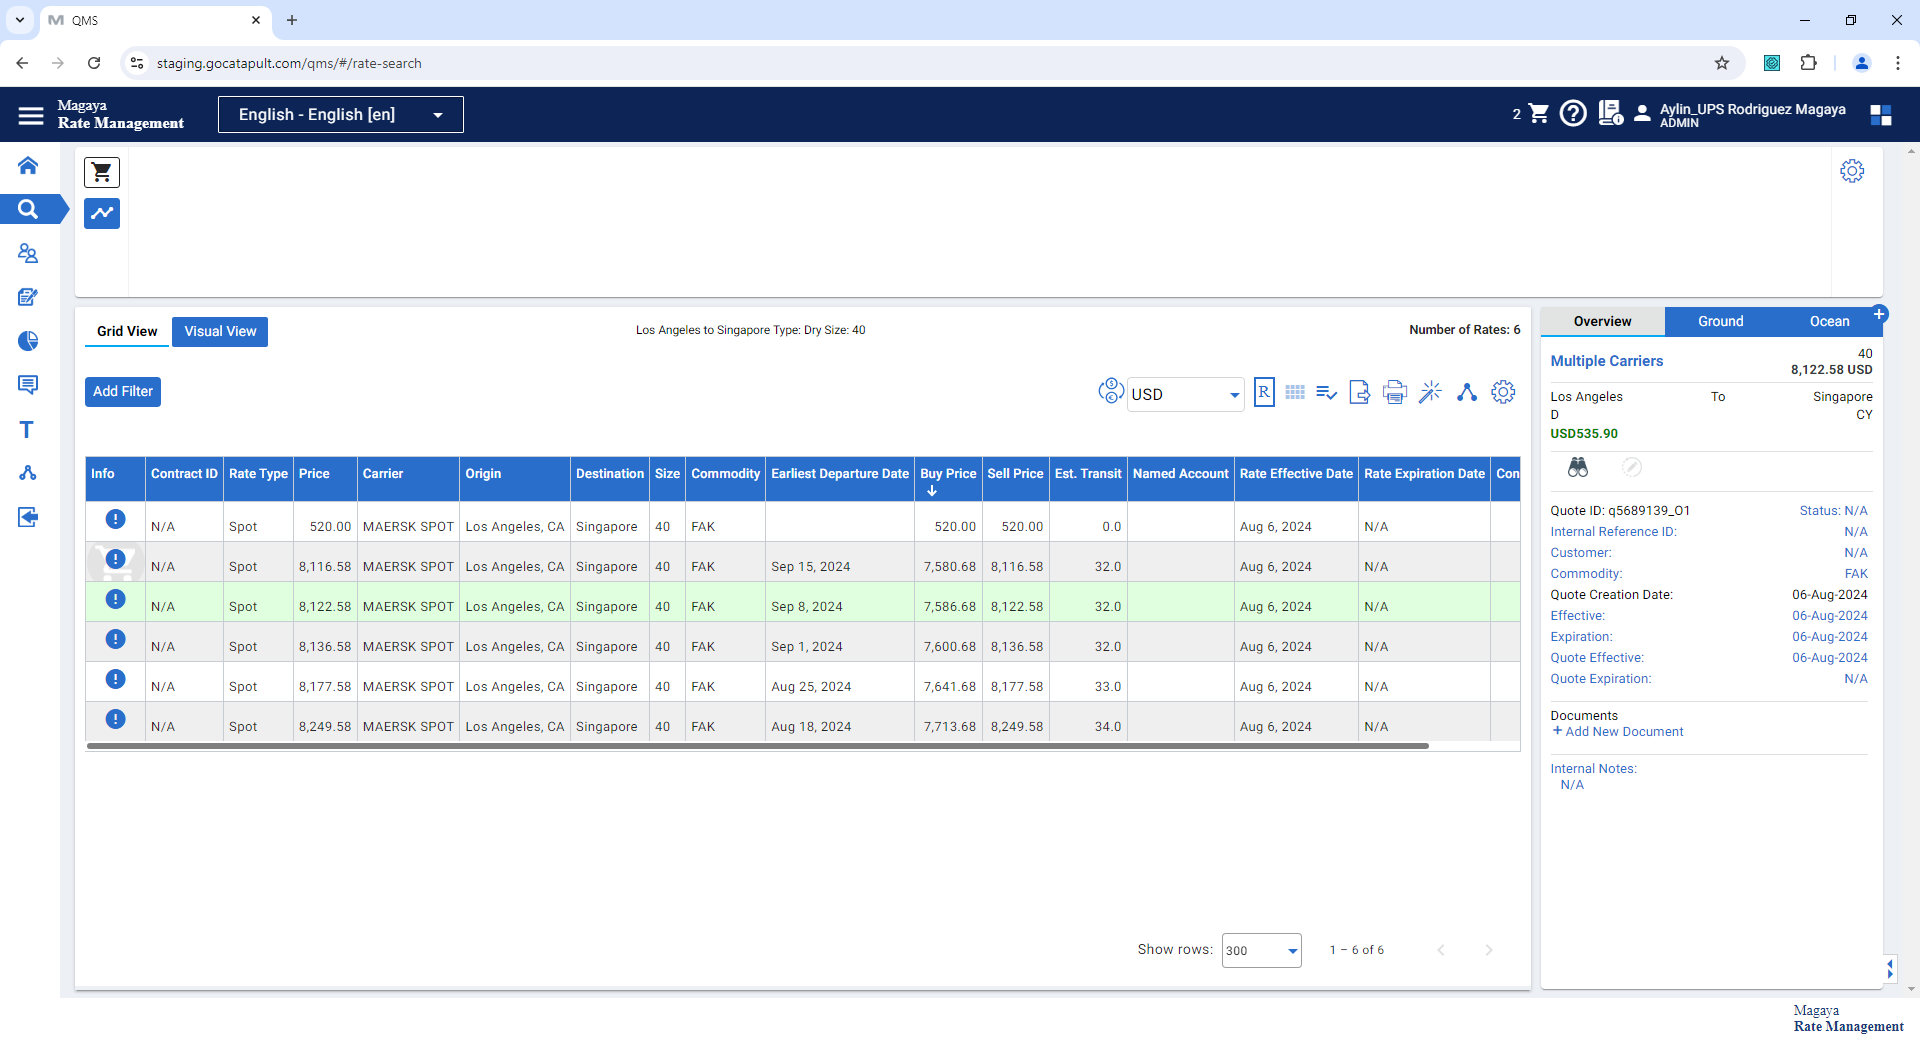 QMS
staging.gocatapult.com/qms/#/rate-search
Magaya
Rate Management
English - English [en]
2
Aylin_UPS Rodriguez Magaya
ADMIN
Grid View
Visual View
Los Angeles to Singapore Type: Dry Size: 40
Number of Rates: 6
Add Filter
USD
R
Info Contract ID Rate Type Price Carrier Origin Destination Size Commodity Earliest Departure Date Buy Price Sell Price Est. Transit Named Account Rate Effective Date Rate Expiration Date Con
N/A Spot 520.00 MAERSK SPOT Los Angeles, CA Singapore 40 FAK 520.00 520.00 0.0 Aug 6, 2024 N/A
N/A Spot 8,116.58 MAERSK SPOT Los Angeles, CA Singapore 40 FAK Sep 15, 2024 7,580.68 8,116.58 32.0 Aug 6, 2024 N/A
N/A Spot 8,122.58 MAERSK SPOT Los Angeles, CA Singapore 40 FAK Sep 8, 2024 7,586.68 8,122.58 32.0 Aug 6, 2024 N/A
N/A Spot 8,136.58 MAERSK SPOT Los Angeles, CA Singapore 40 FAK Sep 1, 2024 7,600.68 8,136.58 32.0 Aug 6, 2024 N/A
N/A Spot 8,177.58 MAERSK SPOT Los Angeles, CA Singapore 40 FAK Aug 25, 2024 7,641.68 8,177.58 33.0 Aug 6, 2024 N/A
N/A Spot 8,249.58 MAERSK SPOT Los Angeles, CA Singapore 40 FAK Aug 18, 2024 7,713.68 8,249.58 34.0 Aug 6, 2024 N/A
Show rows: 300 1 – 6 of 6
Overview Ground Ocean +
Multiple Carriers 40
8,122.58 USD
Los Angeles To Singapore
D CY
USD535.90
Quote ID: q5689139_O1 Status: N/A
Internal Reference ID: N/A
Customer: N/A
Commodity: FAK
Quote Creation Date: 06-Aug-2024
Effective: 06-Aug-2024
Expiration: 06-Aug-2024
Quote Effective: 06-Aug-2024
Quote Expiration: N/A
Documents
+ Add New Document
Internal Notes:
N/A
Magaya
Rate Management